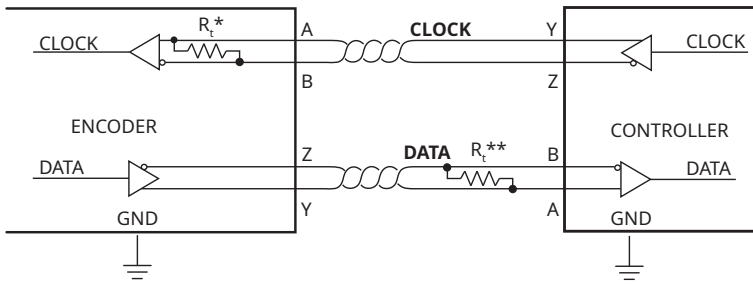 Rt*
A
CLOCK
Y
CLOCK
CLOCK
B
Z
ENCODER
CONTROLLER
Z
DATA
Rt**
B
DATA
DATA
Y
A
GND
GND